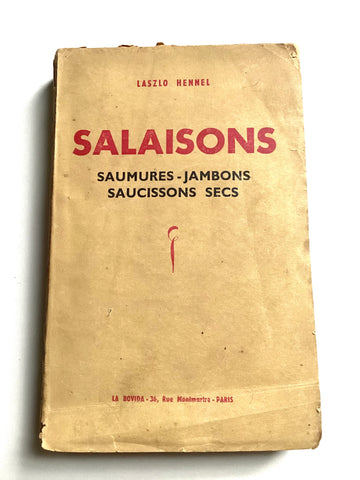 LASZLO HENNEL
SALAISONS
SAUMURES-JAMBONS
SAUCISSONS SECS
LA BOVIDA - 36, Rue Montmartre - PARIS